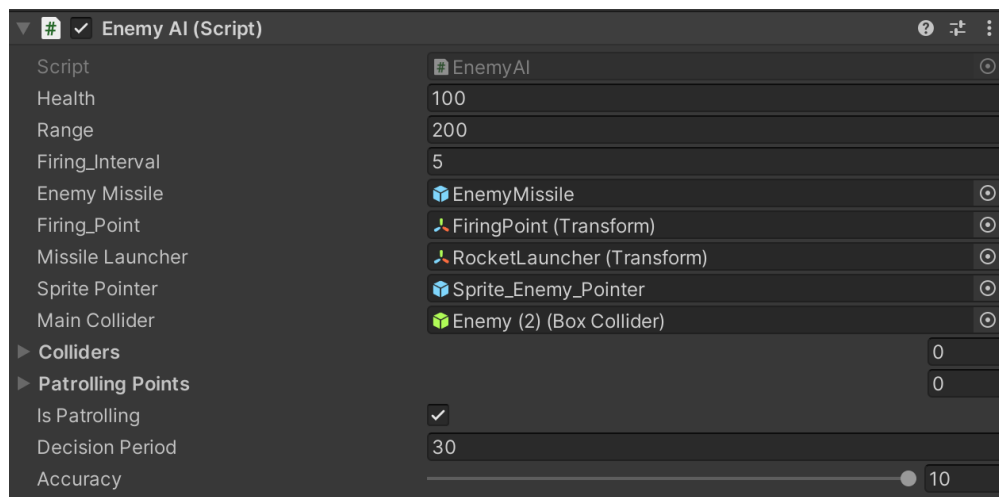 # Enemy AI (Script)
Script # EnemyAI
Health 100
Range 200
Firing_Interval 5
Enemy Missile EnemyMissile
Firing_Point FiringPoint (Transform)
Missile Launcher RocketLauncher (Transform)
Sprite Pointer Sprite_Enemy_Pointer
Main Collider Enemy (2) (Box Collider)
Colliders 0
Patrolling Points 0
Is Patrolling
Decision Period 30
Accuracy 10